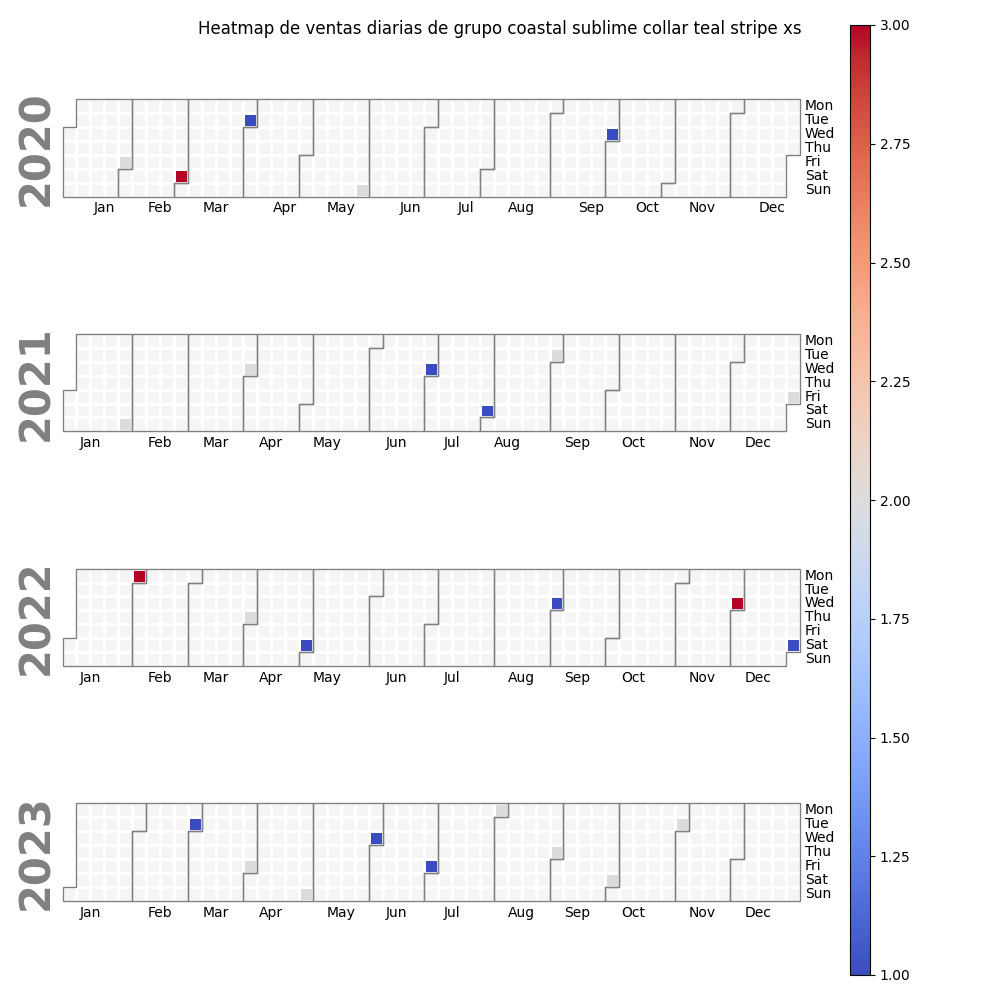 Heatmap de ventas diarias de grupo coastal sublime collar teal stripe xs
2020
Mon
Tue
Wed
Thu
Fri
Sat
Sun
Jan Feb Mar Apr May Jun Jul Aug Sep Oct Nov Dec
2021
Mon
Tue
Wed
Thu
Fri
Sat
Sun
Jan Feb Mar Apr May Jun Jul Aug Sep Oct Nov Dec
2022
Mon
Tue
Wed
Thu
Fri
Sat
Sun
Jan Feb Mar Apr May Jun Jul Aug Sep Oct Nov Dec
2023
Mon
Tue
Wed
Thu
Fri
Sat
Sun
Jan Feb Mar Apr May Jun Jul Aug Sep Oct Nov Dec
3.00
2.75
2.50
2.25
2.00
1.75
1.50
1.25
1.00